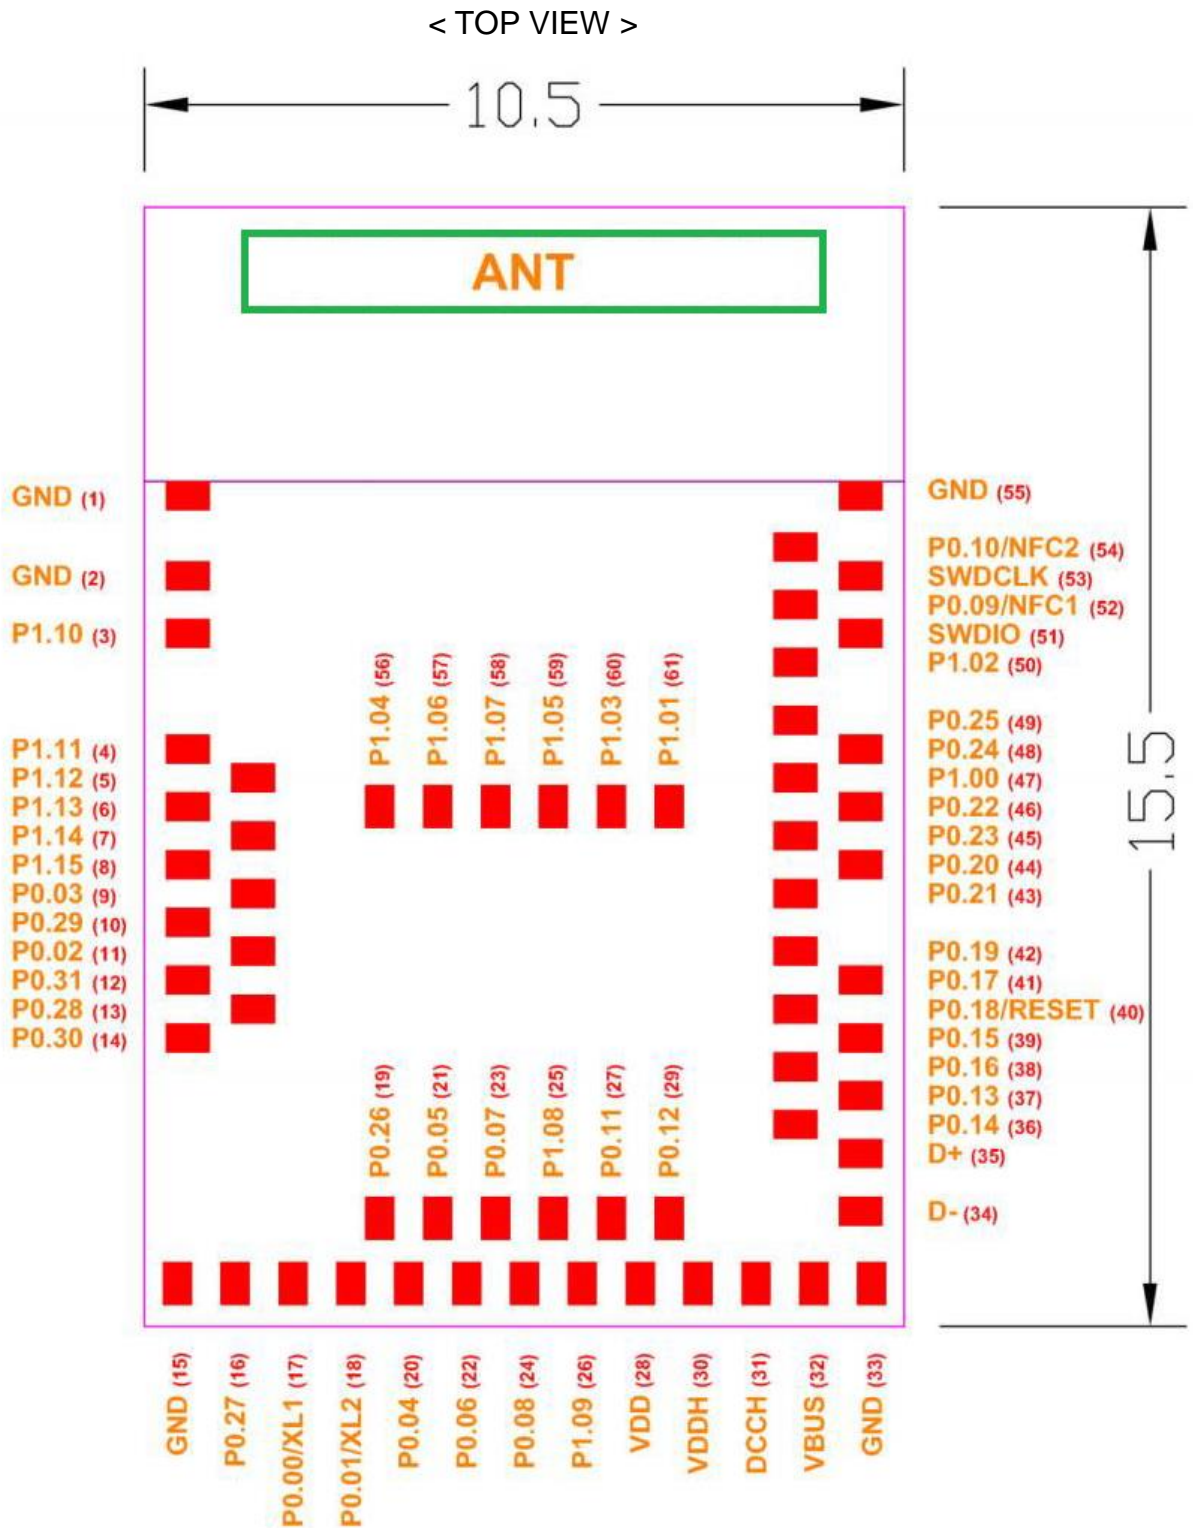 < TOP VIEW >
10.5
ANT
15.5
GND (1)
GND (2)
P1.10 (3)
P1.11 (4)
P1.12 (5)
P1.13 (6)
P1.14 (7)
P1.15 (8)
P0.03 (9)
P0.29 (10)
P0.02 (11)
P0.31 (12)
P0.28 (13)
P0.30 (14)
P1.04 (56)
P1.06 (57)
P1.07 (58)
P1.05 (59)
P1.03 (60)
P1.01 (61)
P0.26 (19)
P0.05 (21)
P0.07 (23)
P1.08 (25)
P0.11 (27)
P0.12 (29)
GND (55)
P0.10/NFC2 (54)
SWDCLK (53)
P0.09/NFC1 (52)
SWDIO (51)
P1.02 (50)
P0.25 (49)
P0.24 (48)
P1.00 (47)
P0.22 (46)
P0.23 (45)
P0.20 (44)
P0.21 (43)
P0.19 (42)
P0.17 (41)
P0.18/RESET (40)
P0.15 (39)
P0.16 (38)
P0.13 (37)
P0.14 (36)
D+ (35)
D- (34)
GND (15)
P0.27 (16)
P0.00/XL1 (17)
P0.01/XL2 (18)
P0.04 (20)
P0.06 (22)
P0.08 (24)
P1.09 (26)
VDD (28)
VDDH (30)
DCCH (31)
VBUS (32)
GND (33)